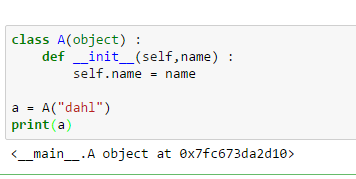 class A(object) :
    def __init__(self,name) :
        self.name = name

a = A("dahl")
print(a)
<__main__.A object at 0x7fc673da2d10>